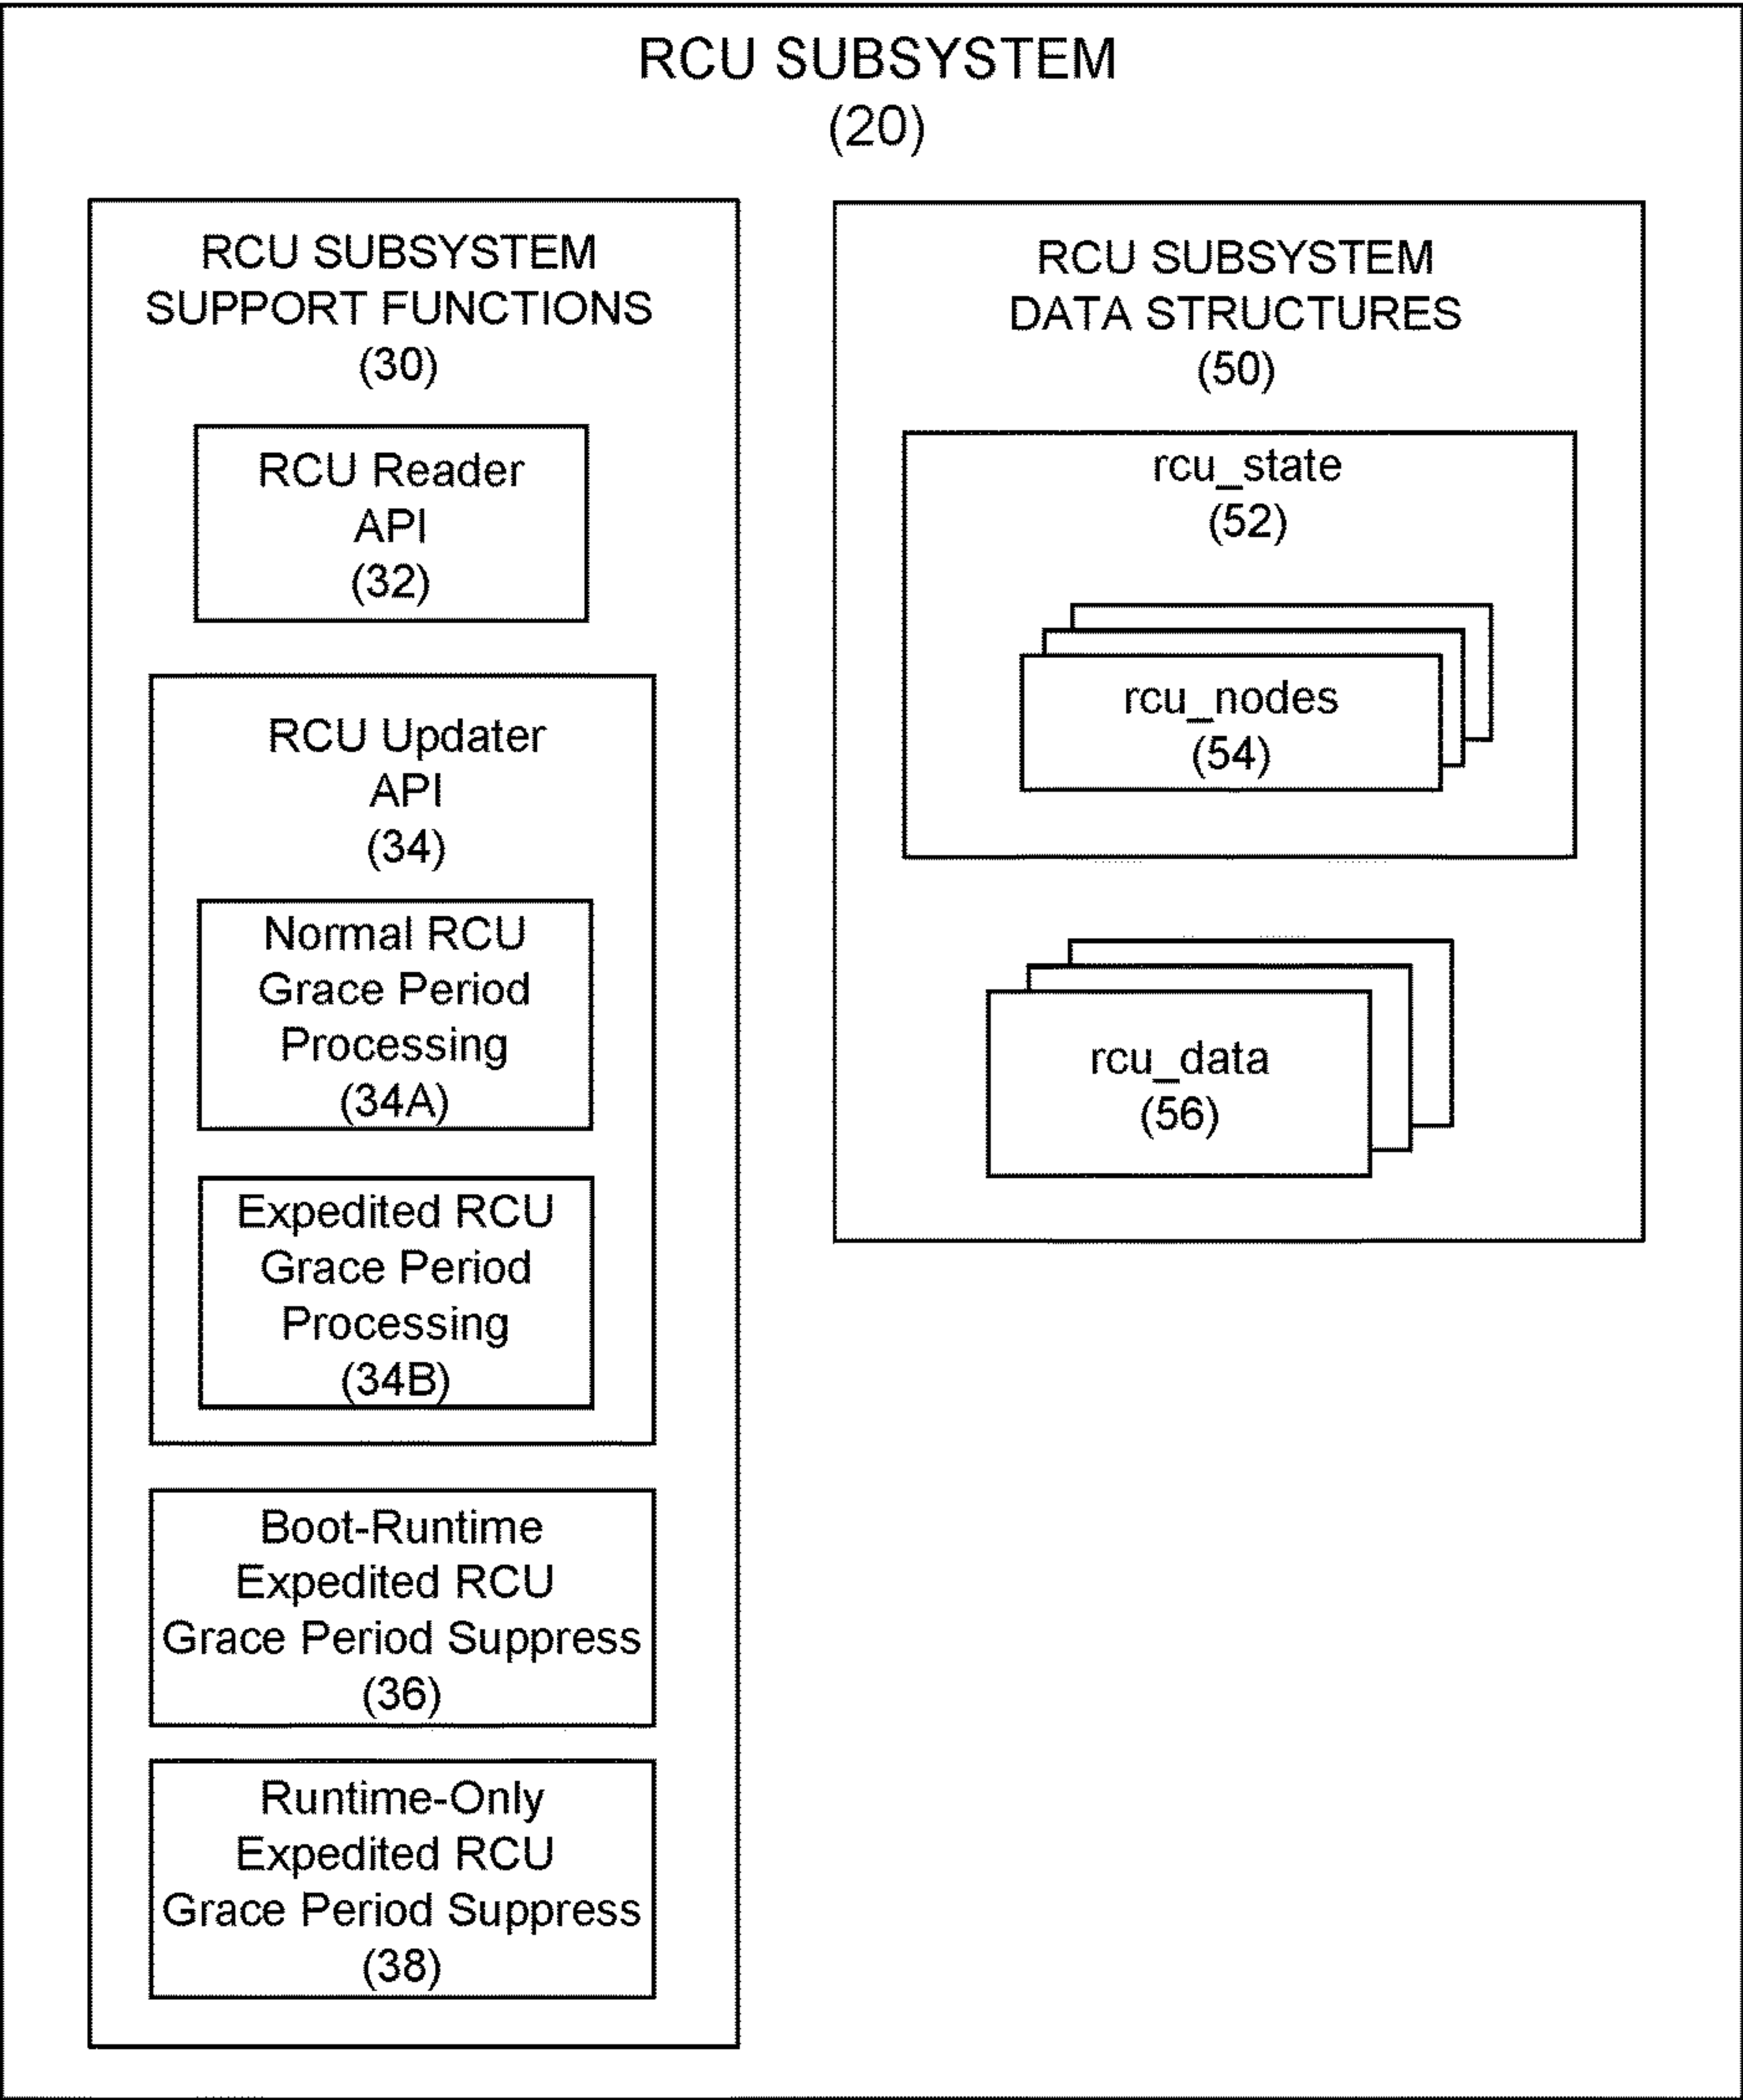 RCU SUBSYSTEM
(20)
RCU SUBSYSTEM
SUPPORT FUNCTIONS
(30)
RCU Reader
API
(32)
RCU Updater
API
(34)
Normal RCU
Grace Period
Processing
(34A)
Expedited RCU
Grace Period
Processing
(34B)
Boot-Runtime
Expedited RCU
Grace Period Suppress
(36)
Runtime-Only
Expedited RCU
Grace Period Suppress
(38)
RCU SUBSYSTEM
DATA STRUCTURES
(50)
rcu_state
(52)
rcu_nodes
(54)
rcu_data
(56)